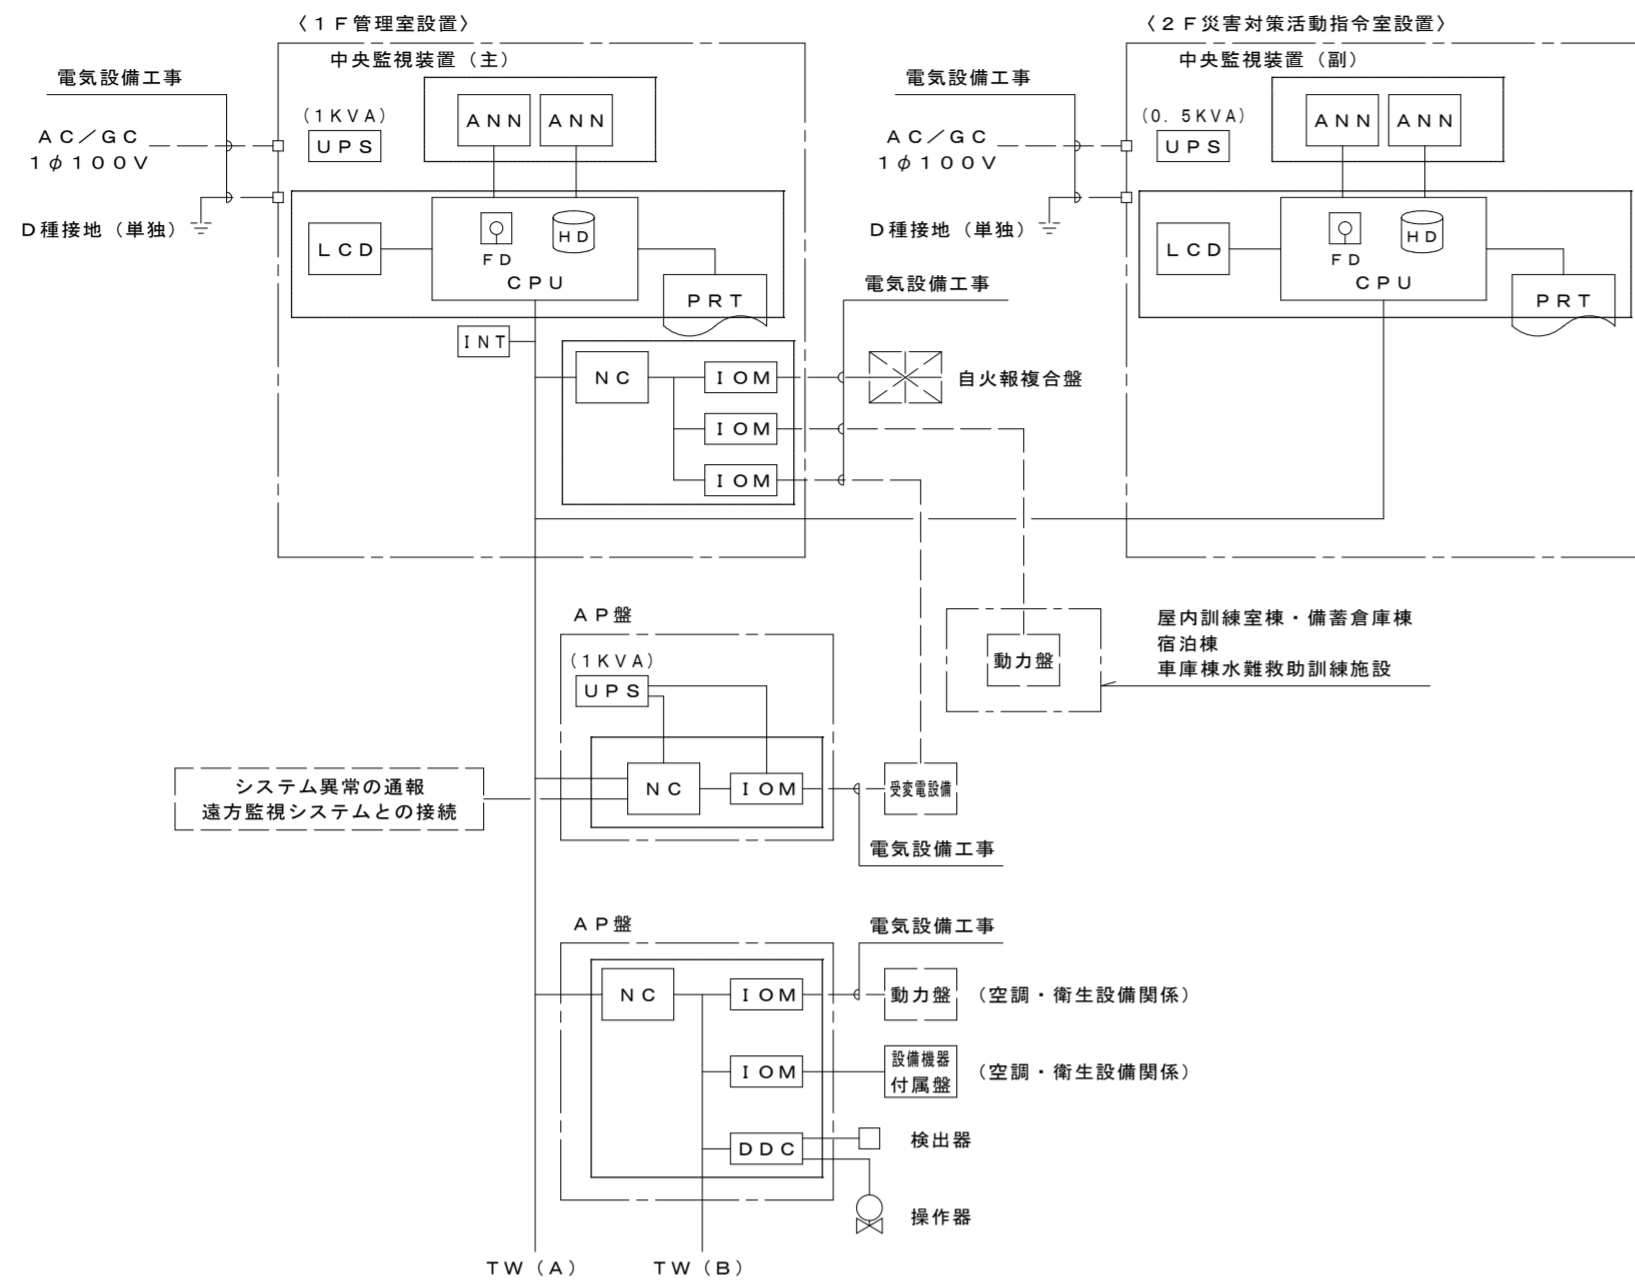 〈１Ｆ管理室設置〉
中央監視装置（主）
電気設備工事
(1KVA)
UPS
ANN
ANN
AC／GC
1φ100V
D種接地（単独）
LCD
FD
HD
CPU
PRT
INT
NC
IOM
IOM
IOM
電気設備工事
自火報複合盤
〈２Ｆ災害対策活動指令室設置〉
中央監視装置（副）
電気設備工事
(0.5KVA)
UPS
ANN
ANN
AC／GC
1φ100V
D種接地（単独）
LCD
FD
HD
CPU
PRT
屋内訓練室棟・備蓄倉庫棟
宿泊棟
車庫棟水難救助訓練施設
動力盤
AP盤
(1KVA)
UPS
NC
IOM
受変電設備
電気設備工事
システム異常の通報
遠方監視システムとの接続
AP盤
電気設備工事
NC
IOM
動力盤
（空調・衛生設備関係）
IOM
設備機器
付属盤
（空調・衛生設備関係）
DDC
検出器
操作器
TW（A）
TW（B）